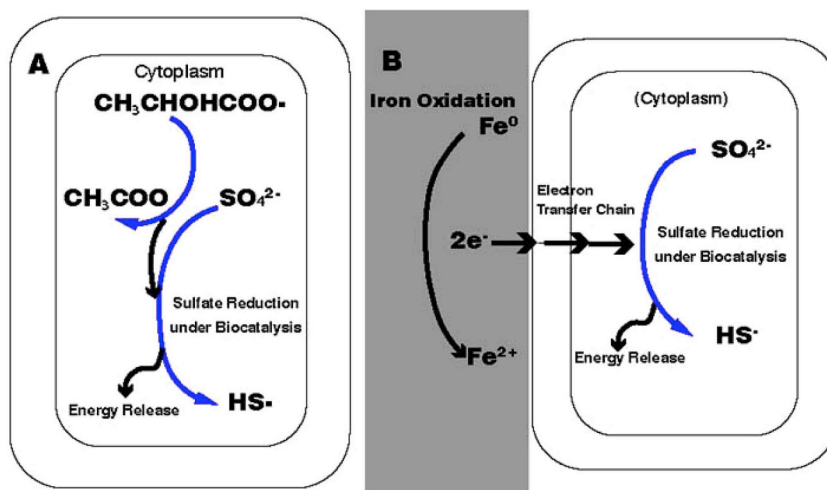 A
Cytoplasm
CH₃CHOHCOO-
CH₃COO
SO₄²⁻
Sulfate Reduction
under Biocatalysis
Energy Release
HS-
B
Iron Oxidation
Fe⁰
2e⁻
Fe²⁺
Electron
Transfer Chain
(Cytoplasm)
SO₄²⁻
Sulfate Reduction
under Biocatalysis
Energy Release
HS⁻